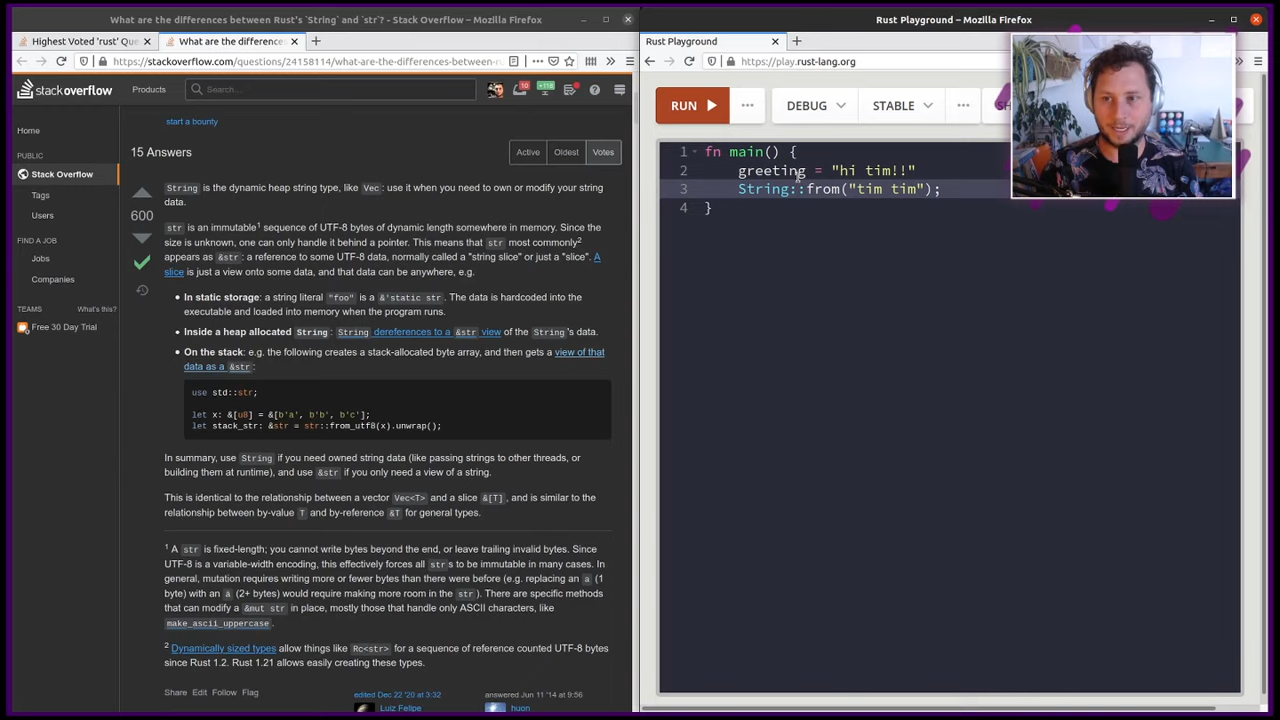 What are the differences between Rust's `String` and `str`? - Stack Overflow - Mozilla Firefox
Highest Voted 'rust' Que
What are the difference
https://stackoverflow.com/questions/24158114/what-are-the-differences-between-r
stackoverflow
Products
Search...
10
+118
Home
PUBLIC
Stack Overflow
Tags
Users
FIND A JOB
Jobs
Companies
TEAMS
What's this?
Free 30 Day Trial
start a bounty
15 Answers
Active
Oldest
Votes
600
String is the dynamic heap string type, like Vec: use it when you need to own or modify your string
data.
str is an immutable1 sequence of UTF-8 bytes of dynamic length somewhere in memory. Since
the size is unknown, one can only handle it behind a pointer. This means that str most commonly2
appears as &str: a reference to some UTF-8 data, normally called a "string slice" or just a "slice". A
slice is just a view onto some data, and that data can be anywhere, e.g.
• In static storage: a string literal "foo" is a &'static str. The data is hardcoded into the
executable and loaded into memory when the program runs.
• Inside a heap allocated String: String dereferences to a &str view of the String's data.
• On the stack: e.g. the following creates a stack-allocated byte array, and then gets a view of that
data as a &str:
use std::str;
let x: &[u8] = &[b'a', b'b', b'c'];
let stack_str: &str = str::from_utf8(x).unwrap();
In summary, use String if you need owned string data (like passing strings to other threads, or
building them at runtime), and use &str if you only need a view of a string.
This is identical to the relationship between a vector Vec<T> and a slice &[T], and is similar to the
relationship between by-value T and by-reference &T for general types.
1 A str is fixed-length; you cannot write bytes beyond the end, or leave trailing invalid bytes. Since
UTF-8 is a variable-width encoding, this effectively forces all strs to be immutable in many cases. In
general, mutation requires writing more or fewer bytes than there were before (e.g. replacing an a (1
byte) with an ä (2+ bytes) would require making more room in the str). There are specific methods
that can modify a &mut str in place, mostly those that handle only ASCII characters, like
make_ascii_uppercase.
2 Dynamically sized types allow things like Rc<str> for a sequence of reference counted UTF-8 bytes
since Rust 1.2. Rust 1.21 allows easily creating these types.
Share Edit Follow Flag
edited Dec 22 '20 at 3:32
Luiz Felipe
answered Jun 11 '14 at 9:56
huon
Rust Playground – Mozilla Firefox
Rust Playground
https://play.rust-lang.org
RUN
DEBUG
STABLE
1 fn main() {
2 greeting = "hi tim!!"
3 String::from("tim tim");
4 }